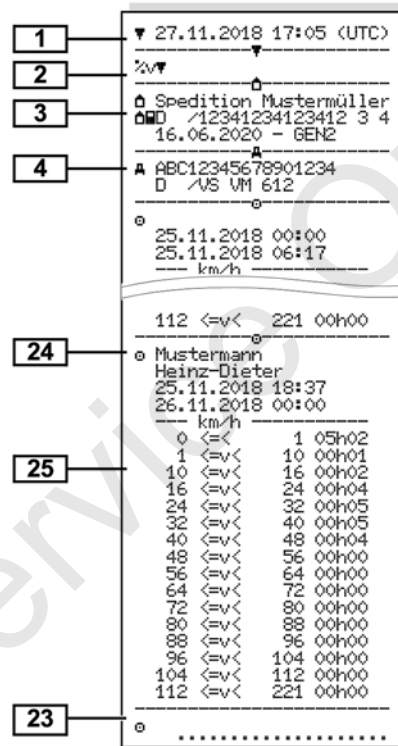 1 ▼ 27.11.2018 17:05 (UTC)
2 %v▼
Spedition Mustermüller
3 D /12341234123412 3 4
16.06.2020 - GEN2
4 ABC12345678901234
D /VS VM 612
25.11.2018 00:00
25.11.2018 06:17
--- km/h ---
112 <=v< 221 00h00
24 Mustermann
Heinz-Dieter
25.11.2018 18:37
26.11.2018 00:00
--- km/h ---
0 <=< 1 05h02
1 <=v< 10 00h01
25 10 <=v< 16 00h02
16 <=v< 24 00h04
24 <=v< 32 00h05
32 <=v< 40 00h05
40 <=v< 48 00h04
48 <=v< 56 00h00
56 <=v< 64 00h00
64 <=v< 72 00h00
72 <=v< 80 00h00
80 <=v< 88 00h00
88 <=v< 96 00h00
96 <=v< 104 00h00
104 <=v< 112 00h00
112 <=v< 221 00h00
23 ....................
service o